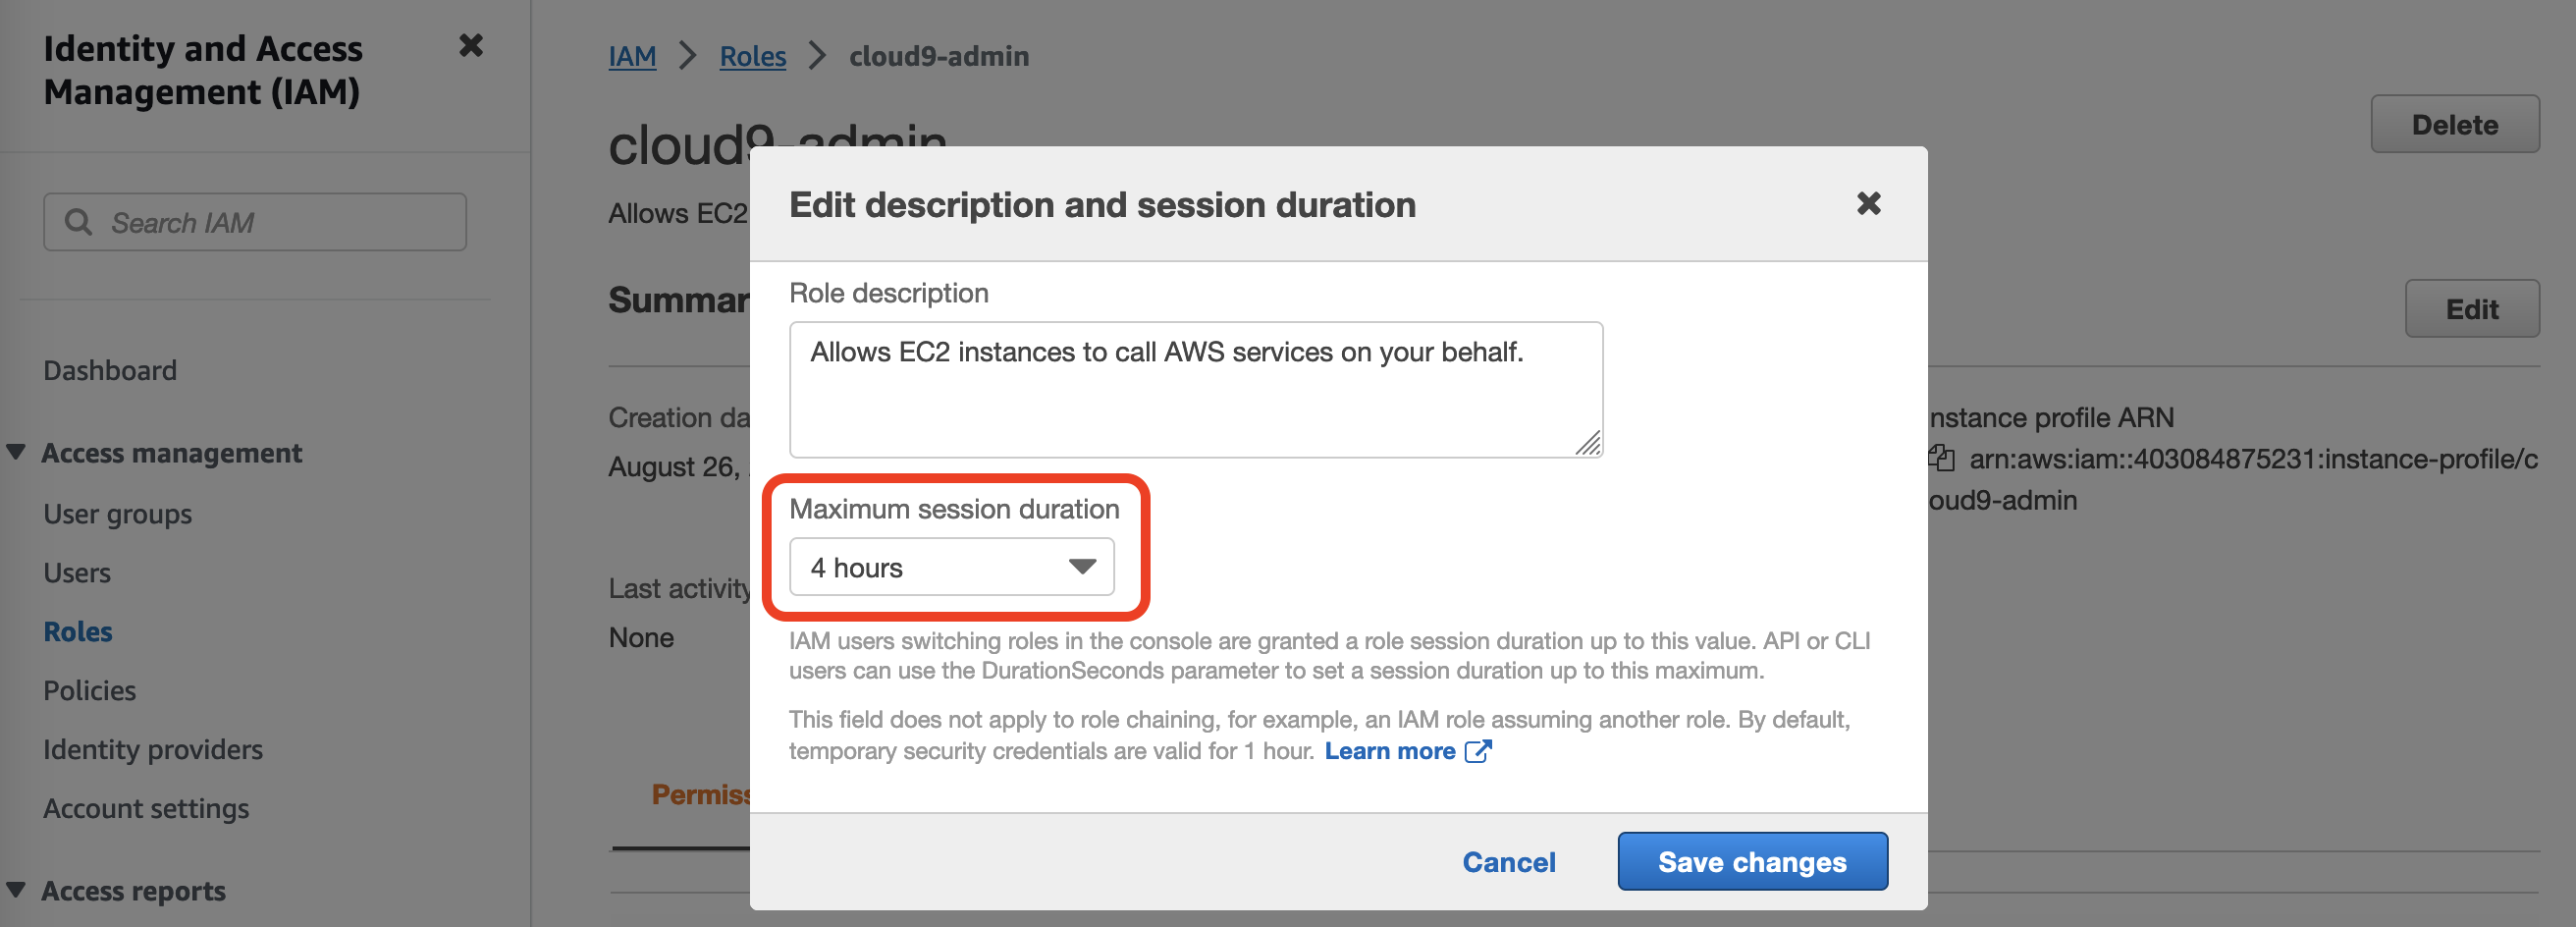 Identity and Access
Management (IAM)
Search IAM
Dashboard
Access management
User groups
Users
Roles
Policies
Identity providers
Account settings
Access reports
IAM > Roles > cloud9-admin
cloud9-admin
Delete
Allows EC2
Summar
Edit
Creation da
August 26,
Last activity
None
Permiss
nstance profile ARN
arn:aws:iam::403084875231:instance-profile/c
oud9-admin
Edit description and session duration
Role description
Allows EC2 instances to call AWS services on your behalf.
Maximum session duration
4 hours
IAM users switching roles in the console are granted a role session duration up to this value. API or CLI
users can use the DurationSeconds parameter to set a session duration up to this maximum.
This field does not apply to role chaining, for example, an IAM role assuming another role. By default,
temporary security credentials are valid for 1 hour. Learn more
Cancel
Save changes